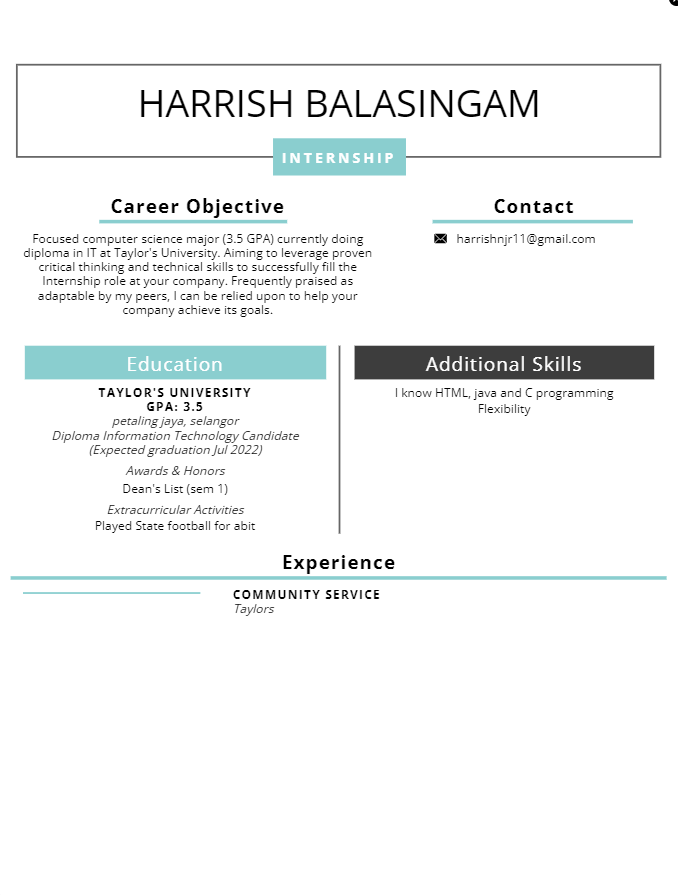 HARRISH BALASINGAM
INTERNSHIP
Career Objective
Focused computer science major (3.5 GPA) currently doing
diploma in IT at Taylor's University. Aiming to leverage proven
critical thinking and technical skills to successfully fill the
Internship role at your company. Frequently praised as
adaptable by my peers, I can be relied upon to help your
company achieve its goals.
Contact
harrishnjr11@gmail.com
Education
TAYLOR'S UNIVERSITY
GPA: 3.5
petaling jaya, selangor
Diploma Information Technology Candidate
(Expected graduation Jul 2022)
Awards & Honors
Dean's List (sem 1)
Extracurricular Activities
Played State football for abit
Additional Skills
I know HTML, java and C programming
Flexibility
Experience
COMMUNITY SERVICE
Taylors